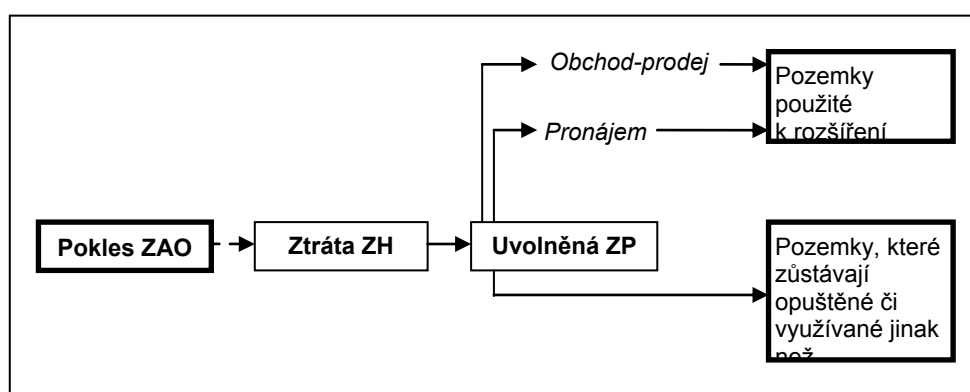 Obchod-prodej
Pozemky
použité
k rozšíření
Pronájem
Pokles ZAO
Ztráta ZH
Uvolněná ZP
Pozemky, které
zůstávají
opuštěné či
využívané jinak
než